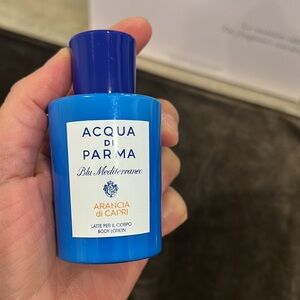 ACQUA
DI
PARMA
Blu Mediterraneo
ARANCIA
di CAPRI
LATTE PER IL CORPO
BODY LOTION